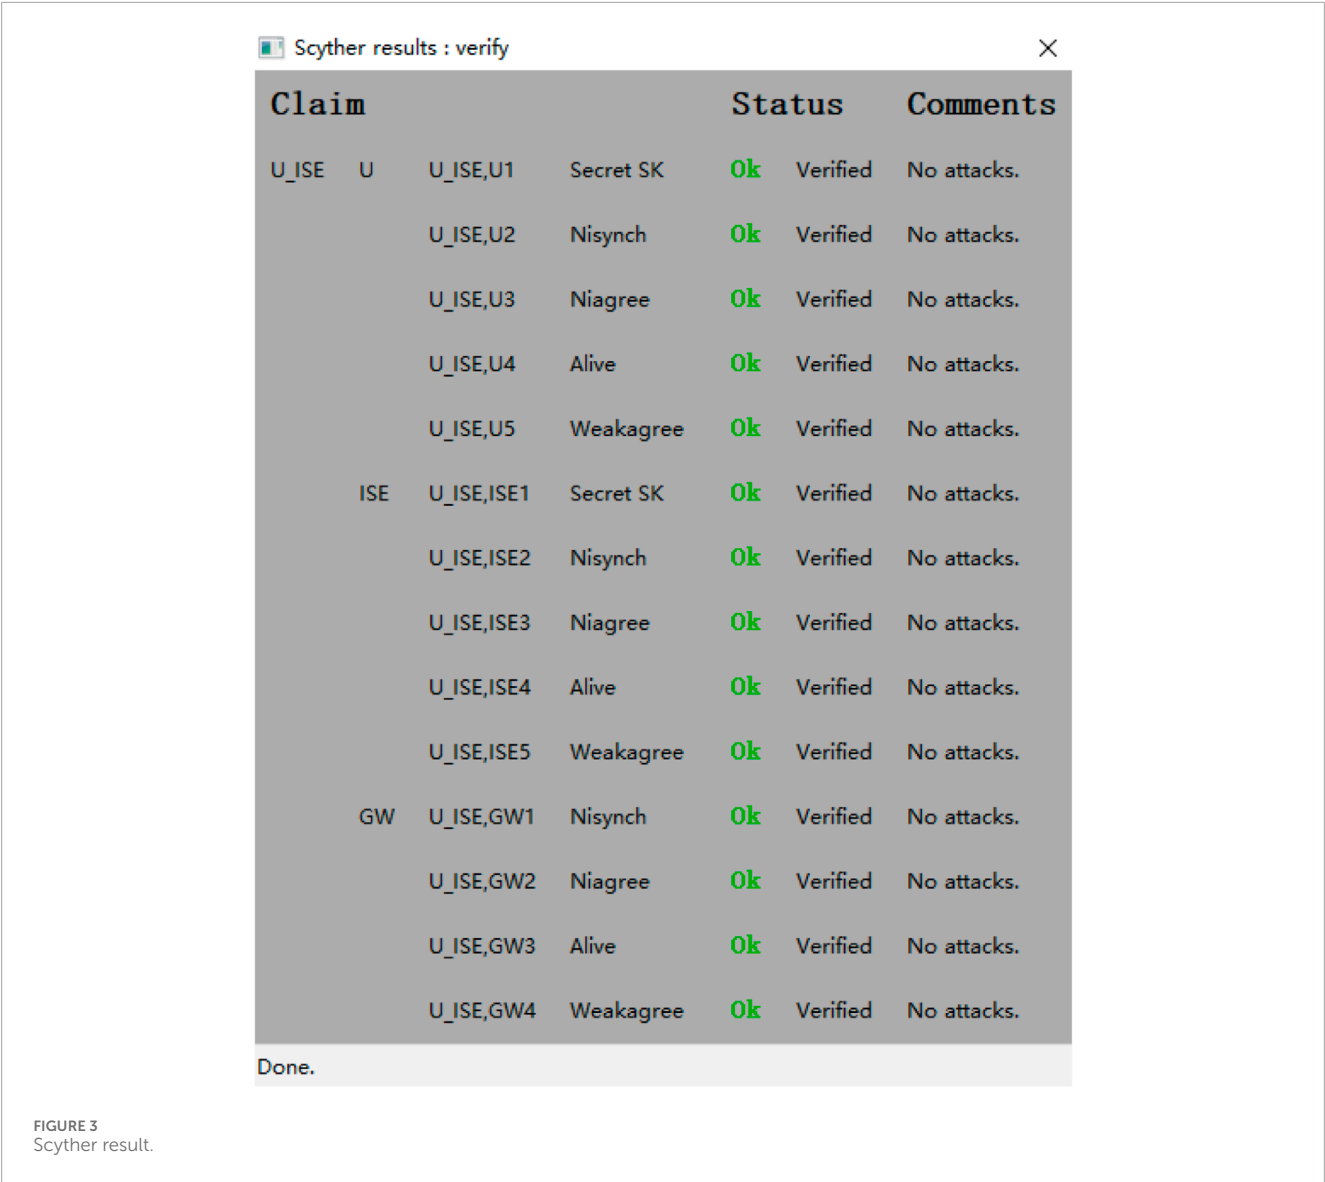 Scyther results : verify
Claim Status Comments
U_ISE U U_ISE,U1 Secret SK Ok Verified No attacks.
U_ISE,U2 Nisynch Ok Verified No attacks.
U_ISE,U3 Niagree Ok Verified No attacks.
U_ISE,U4 Alive Ok Verified No attacks.
U_ISE,U5 Weakagree Ok Verified No attacks.
ISE U_ISE,ISE1 Secret SK Ok Verified No attacks.
U_ISE,ISE2 Nisynch Ok Verified No attacks.
U_ISE,ISE3 Niagree Ok Verified No attacks.
U_ISE,ISE4 Alive Ok Verified No attacks.
U_ISE,ISE5 Weakagree Ok Verified No attacks.
GW U_ISE,GW1 Nisynch Ok Verified No attacks.
U_ISE,GW2 Niagree Ok Verified No attacks.
U_ISE,GW3 Alive Ok Verified No attacks.
U_ISE,GW4 Weakagree Ok Verified No attacks.
Done.
FIGURE 3
Scyther result.